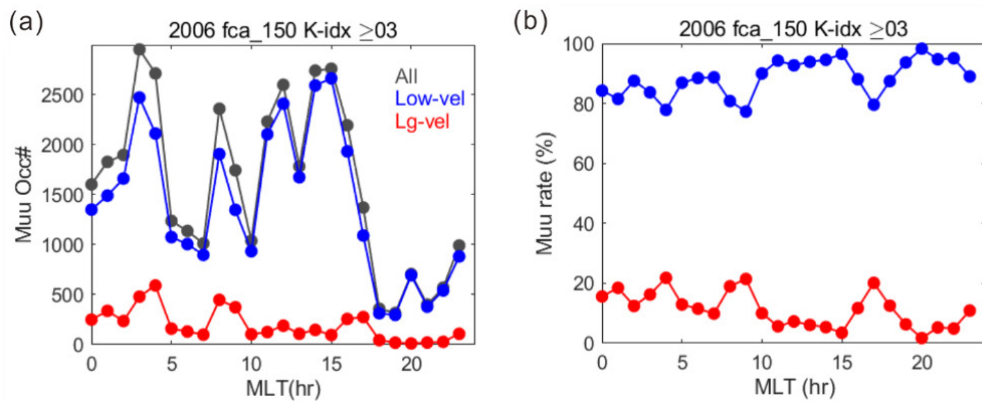 (a)
2006 fca_150 K-idx ≥03
All
Low-vel
Lg-vel
Muu Occ#
2500
2000
1500
1000
500
0
0 5 10 15 20
MLT(hr)
(b)
2006 fca_150 K-idx ≥03
Muu rate (%)
100
80
60
40
20
0
0 5 10 15 20
MLT (hr)